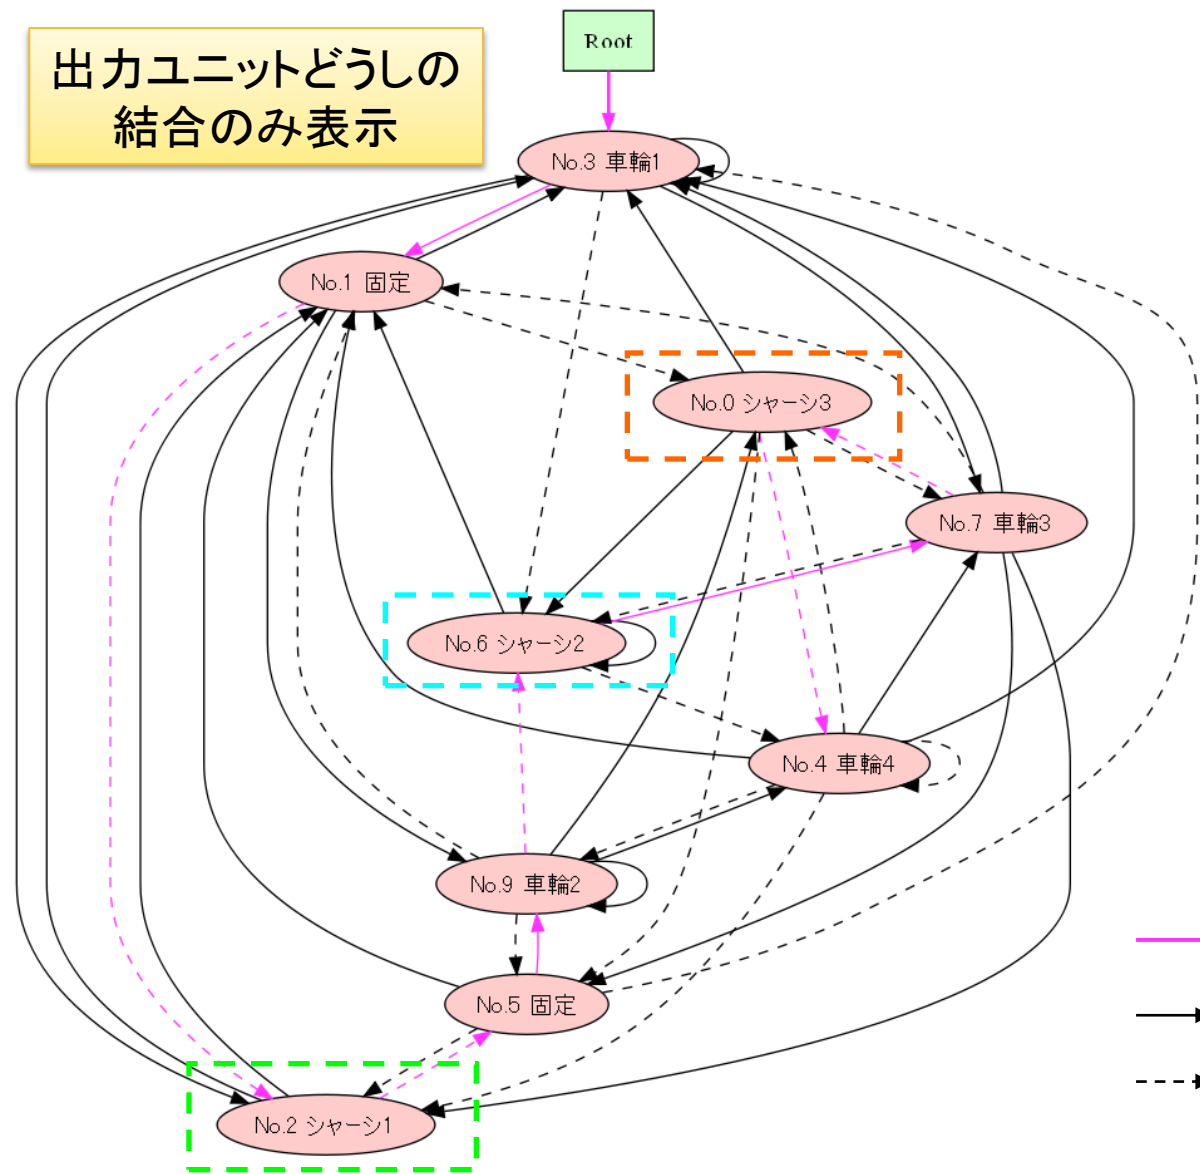 出力ユニットどうしの
結合のみ表示
Root
No.3 車輪1
No.1 固定
No.0 シャーシ3
No.7 車輪3
No.6 シャーシ2
No.4 車輪4
No.9 車輪2
No.5 固定
No.2 シャーシ1